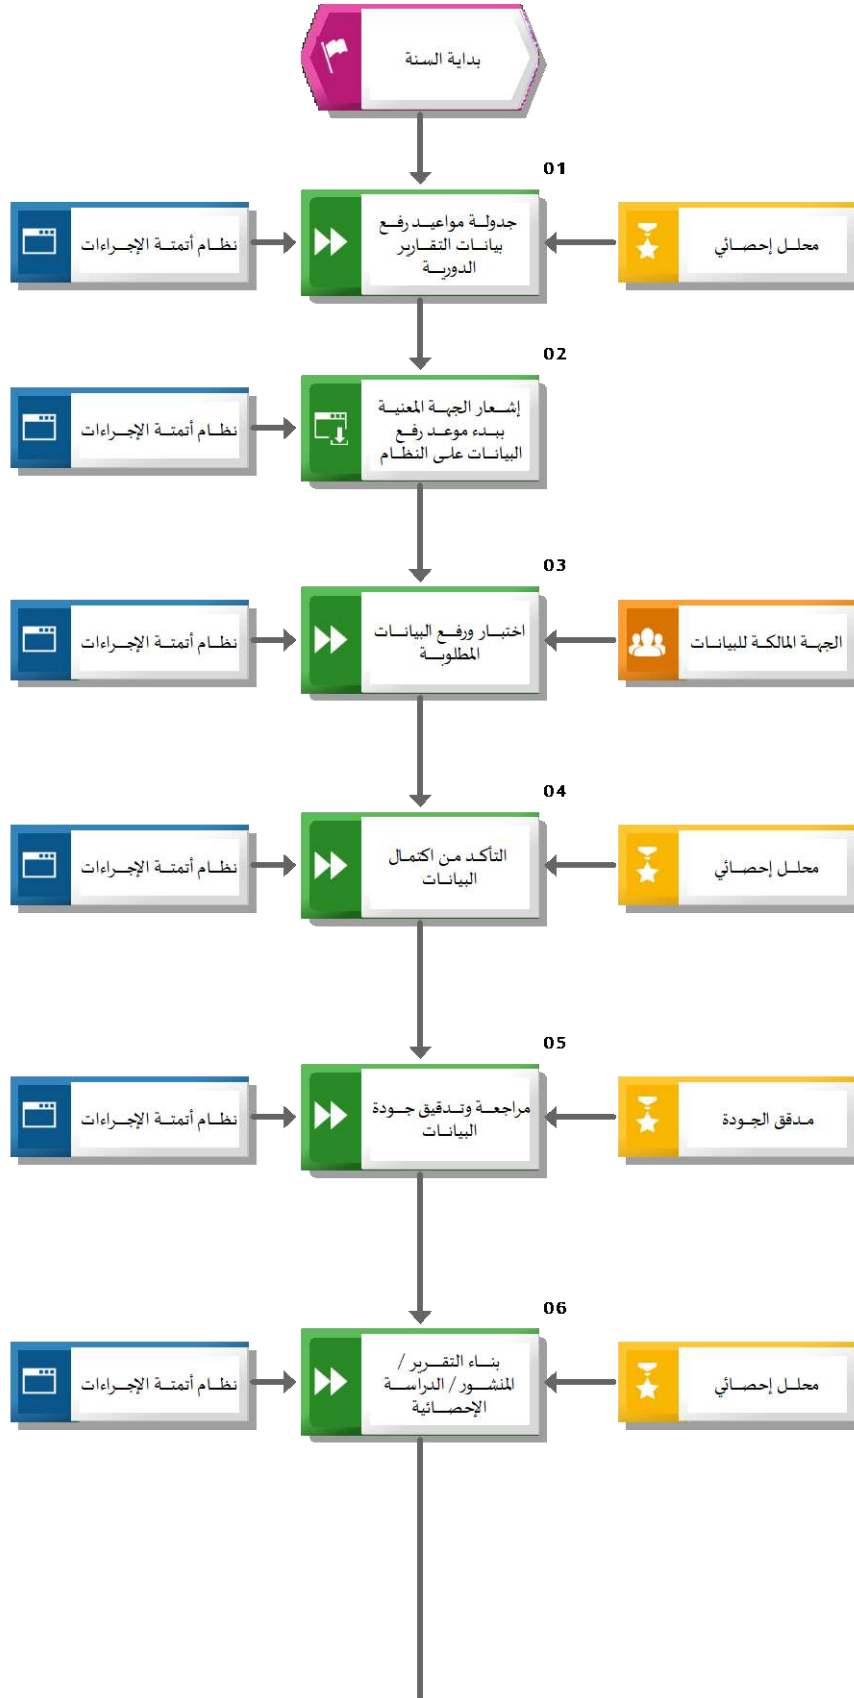 بداية السنة
01
محلل إحصائي
جدولة مواعيد رفع
بيانات التقارير
الدورية
نظام أتمتة الإجراءات
02
إشعار الجهة المعنية
ببدء موعد رفع
البيانات على النظام
نظام أتمتة الإجراءات
03
الجهة المالكة للبيانات
اختبار ورفع البيانات
المطلوبة
نظام أتمتة الإجراءات
04
محلل إحصائي
التأكد من اكتمال
البيانات
نظام أتمتة الإجراءات
05
مدقق الجودة
مراجعة وتدقيق جودة
البيانات
نظام أتمتة الإجراءات
06
محلل إحصائي
بناء التقرير /
المنشور / الدراسة
الإحصائية
نظام أتمتة الإجراءات